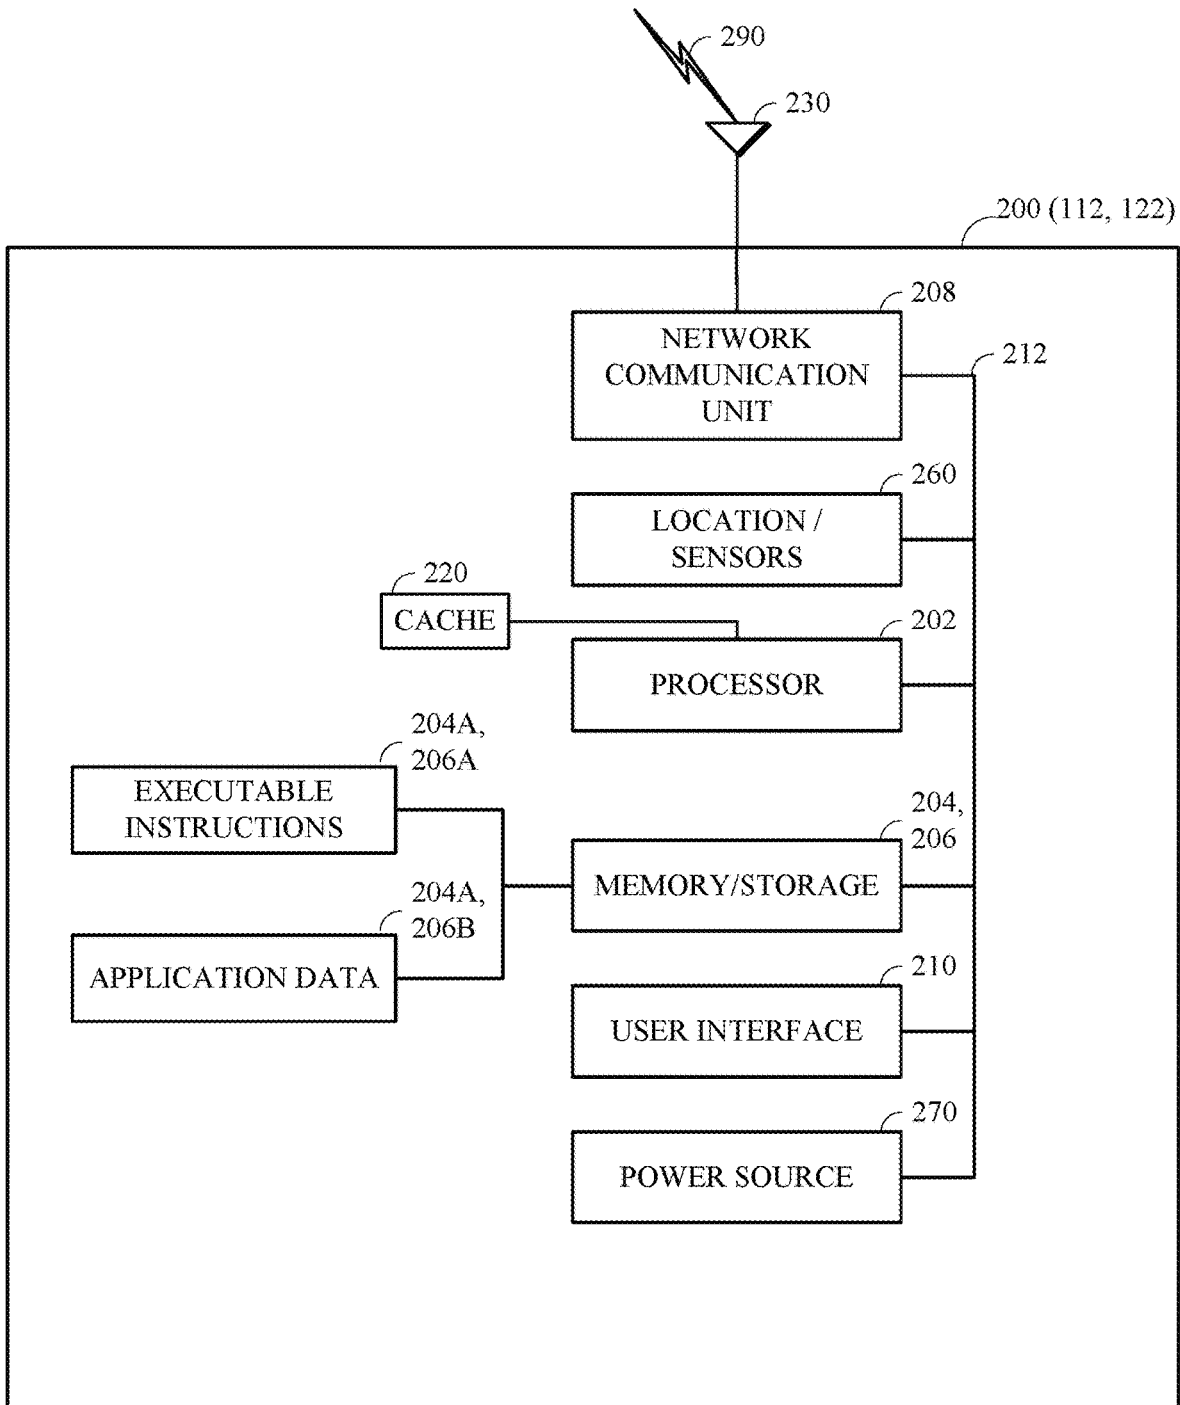 290
230
200 (112, 122)
208
NETWORK
COMMUNICATION
UNIT
212
260
LOCATION /
SENSORS
220
CACHE
202
PROCESSOR
204A,
206A
EXECUTABLE
INSTRUCTIONS
204,
206
MEMORY/STORAGE
204A,
206B
APPLICATION DATA
210
USER INTERFACE
270
POWER SOURCE